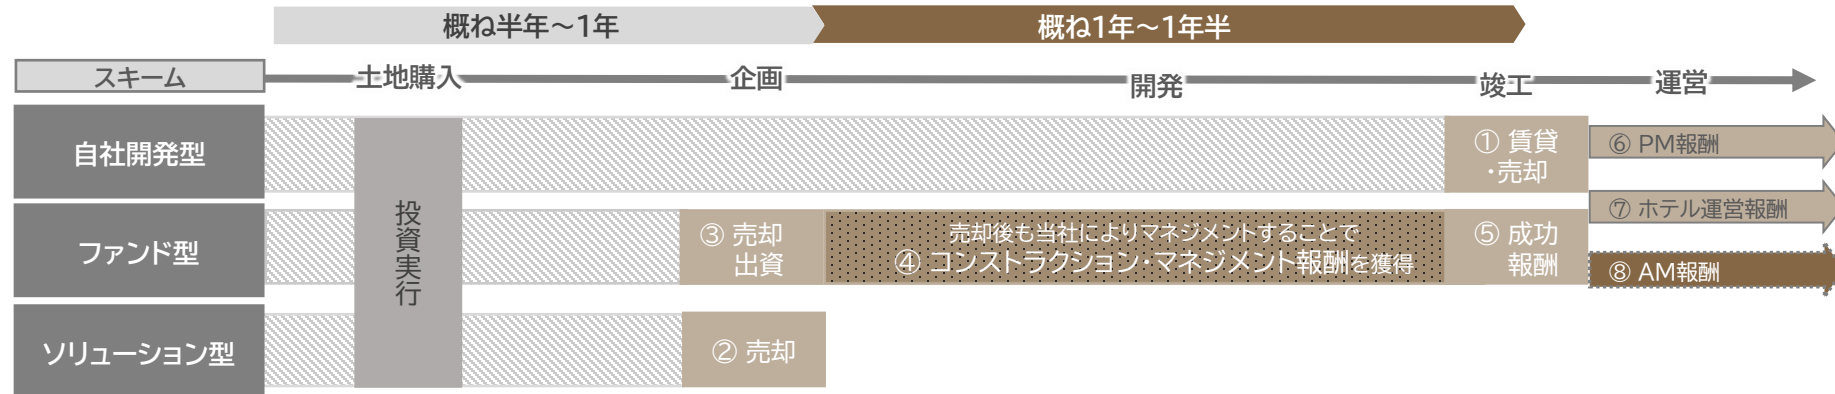 概ね半年～1年
概ね1年～1年半
スキーム
土地購入
企画
開発
竣工
運営
自社開発型
① 賃貸
・売却
⑥ PM報酬
投資実行
ファンド型
③ 売却
出資
売却後も当社によりマネジメントすることで
④ コンストラクション・マネジメント報酬を獲得
⑤ 成功
報酬
⑦ ホテル運営報酬
⑧ AM報酬
ソリューション型
② 売却